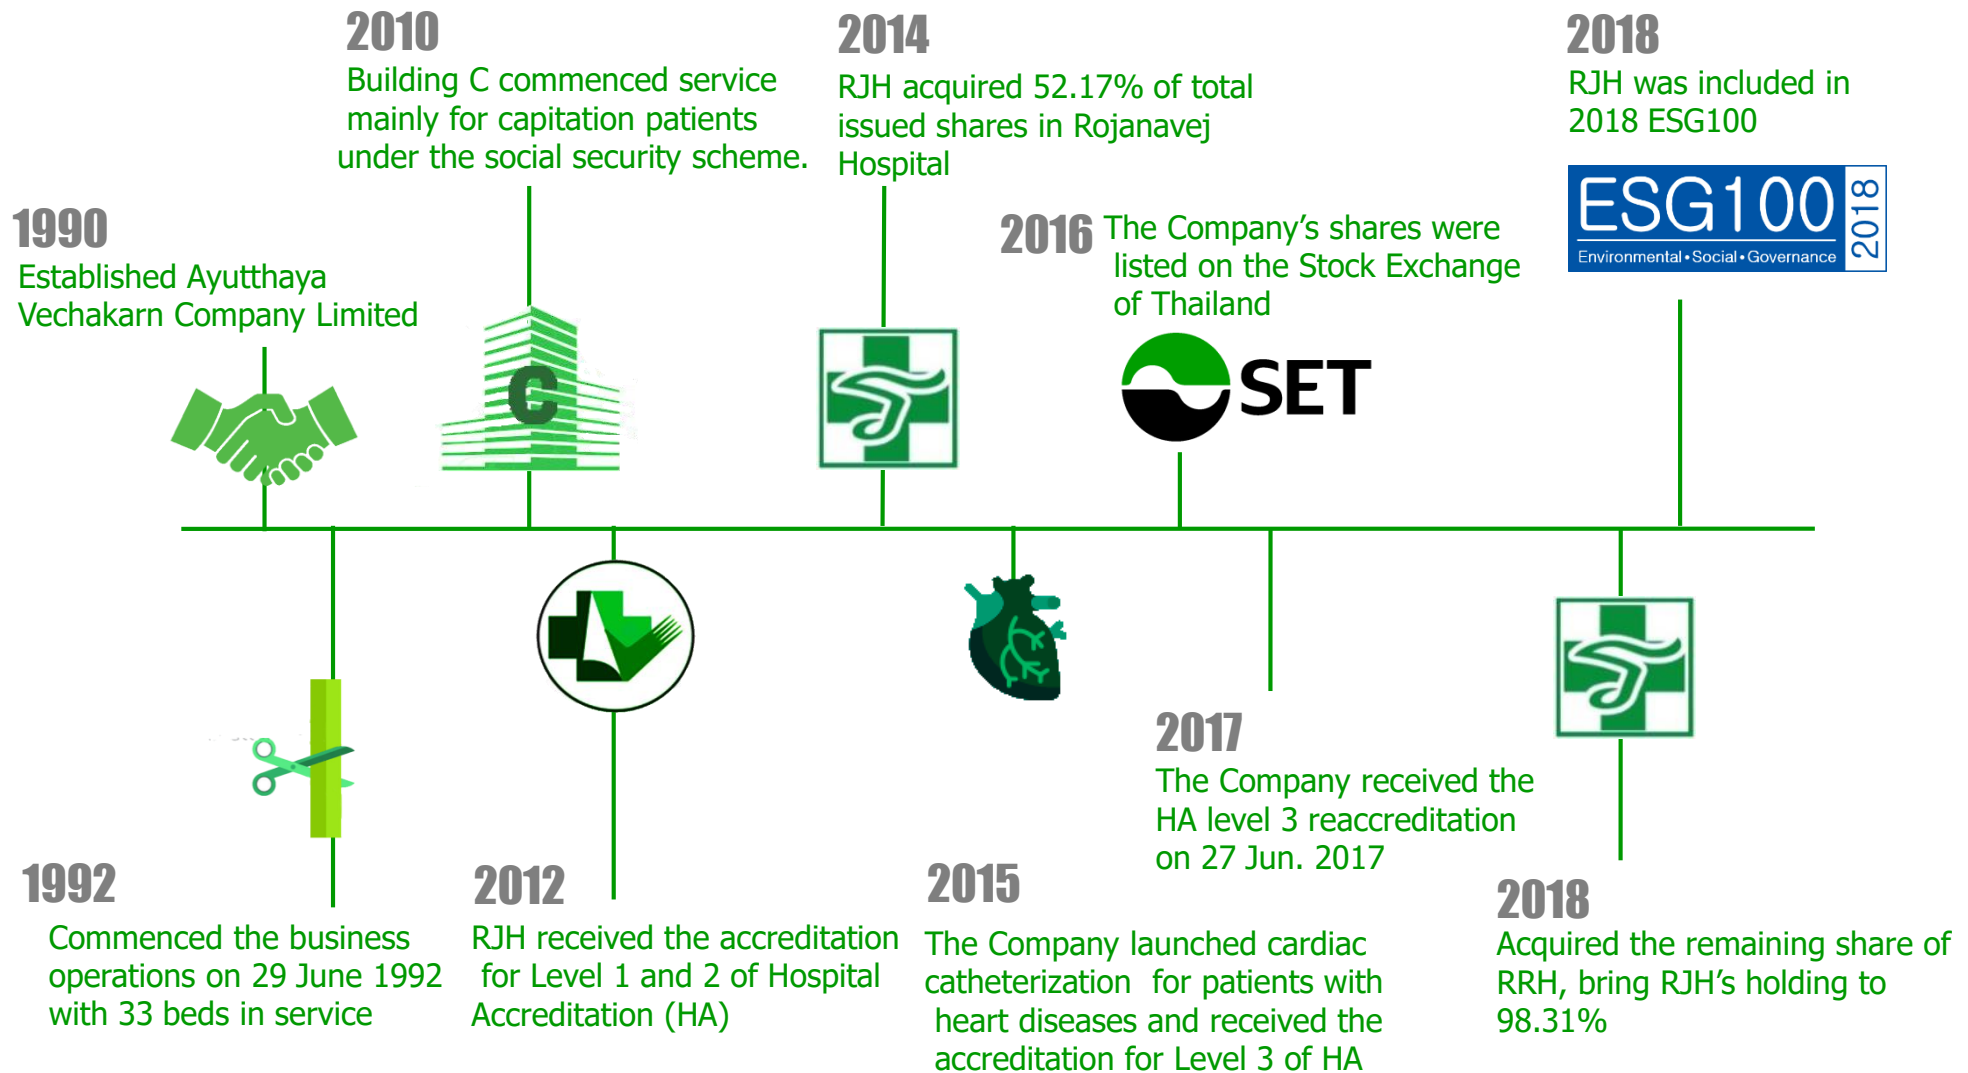 1990
Established Ayutthaya
Vechakarn Company Limited
1992
Commenced the business
operations on 29 June 1992
with 33 beds in service
2010
Building C commenced service
mainly for capitation patients
under the social security scheme.
C
2012
RJH received the accreditation
for Level 1 and 2 of Hospital
Accreditation (HA)
2014
RJH acquired 52.17% of total
issued shares in Rojanavej
Hospital
2015
The Company launched cardiac
catheterization for patients with
heart diseases and received the
accreditation for Level 3 of HA
2016
The Company’s shares were
listed on the Stock Exchange
of Thailand
SET
2017
The Company received the
HA level 3 reaccreditation
on 27 Jun. 2017
2018
RJH was included in
2018 ESG100
ESG100
Environmental•Social•Governance
2018
2018
Acquired the remaining share of
RRH, bring RJH’s holding to
98.31%